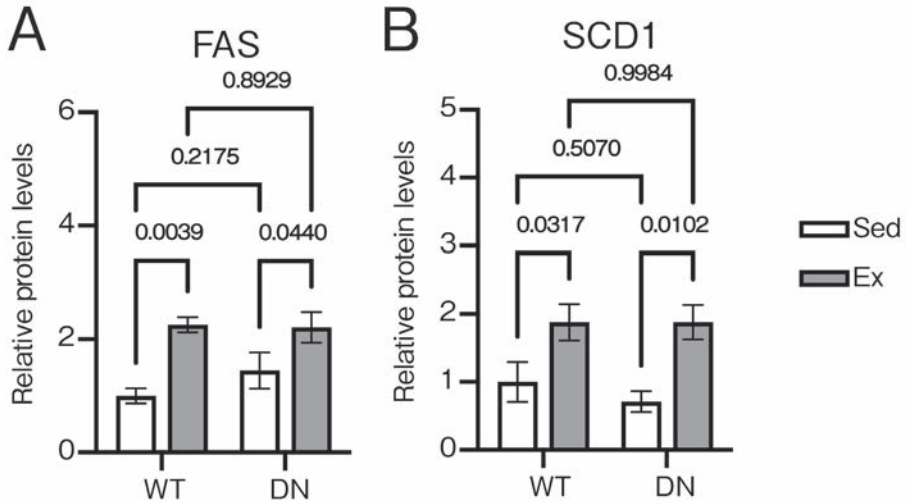 A
FAS
Relative protein levels
6
4
2
0
0.8929
0.2175
0.0039
0.0440
WT
DN
B
SCD1
Relative protein levels
5
4
3
2
1
0
0.9984
0.5070
0.0317
0.0102
WT
DN
Sed
Ex